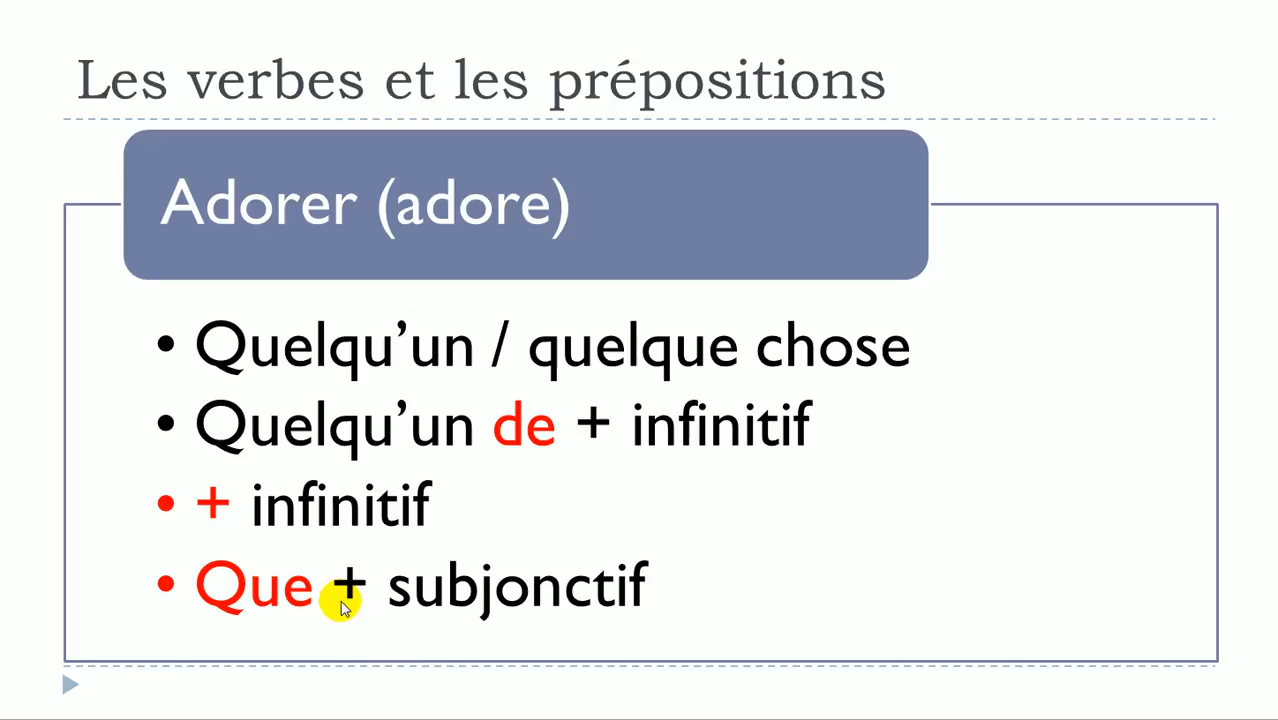 Les verbes et les prépositions
Adorer (adore)
• Quelqu’un / quelque chose
• Quelqu’un de + infinitif
• + infinitif
• Que + subjonctif